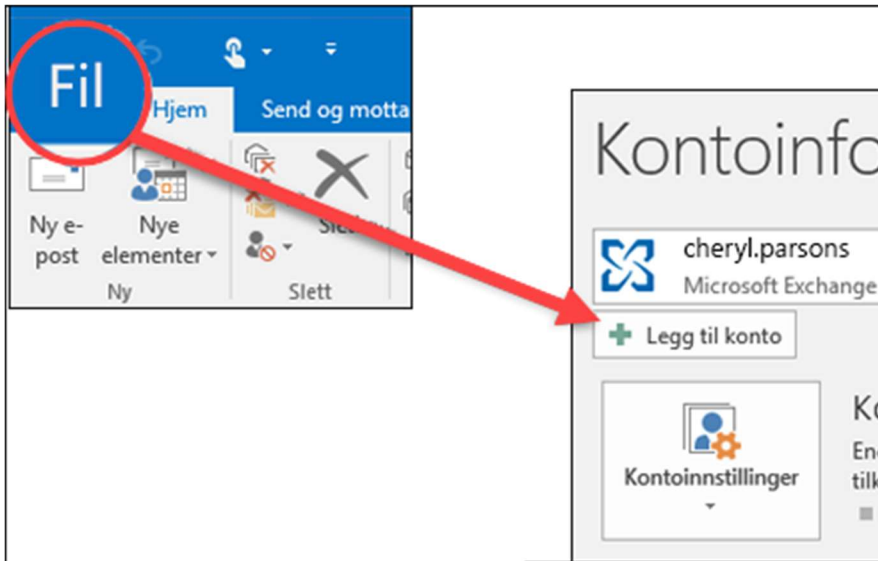 Fil
Hjem
Send og motta
Ny e-
post
Nye
elementer
Ny
Slett
Kontoinfo
cheryl.parsons
Microsoft Exchange
Legg til konto
Kontoinnstillinger